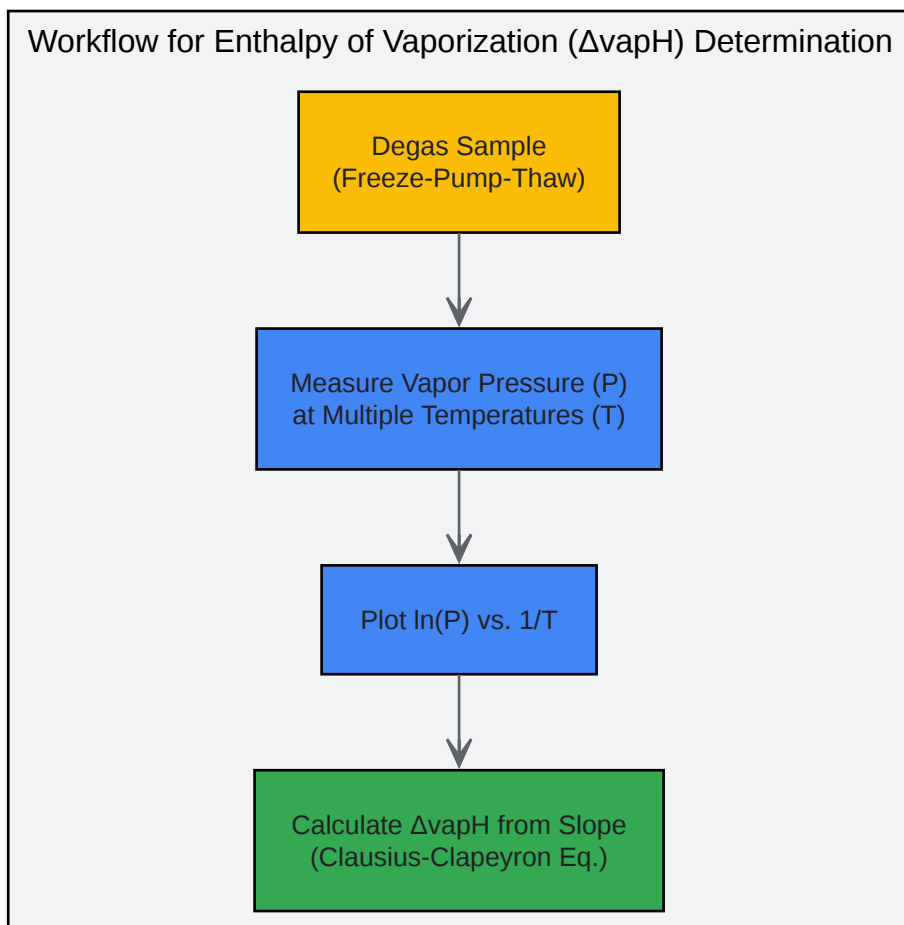 Workflow for Enthalpy of Vaporization (ΔvapH) Determination
Degas Sample
(Freeze-Pump-Thaw)
Measure Vapor Pressure (P)
at Multiple Temperatures (T)
Plot ln(P) vs. 1/T
Calculate ΔvapH from Slope
(Clausius-Clapeyron Eq.)